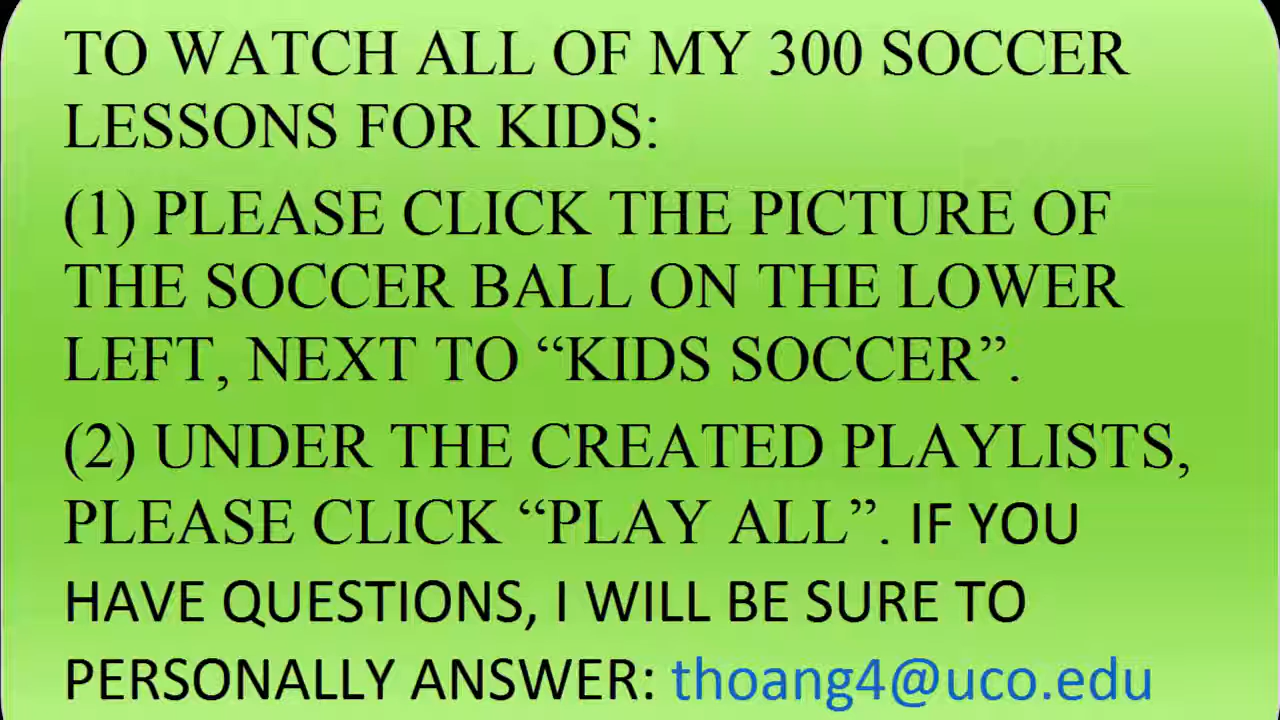 TO WATCH ALL OF MY 300 SOCCER
LESSONS FOR KIDS:
(1) PLEASE CLICK THE PICTURE OF
THE SOCCER BALL ON THE LOWER
LEFT, NEXT TO “KIDS SOCCER”.
(2) UNDER THE CREATED PLAYLISTS,
PLEASE CLICK “PLAY ALL”. IF YOU
HAVE QUESTIONS, I WILL BE SURE TO
PERSONALLY ANSWER: thoang4@uco.edu